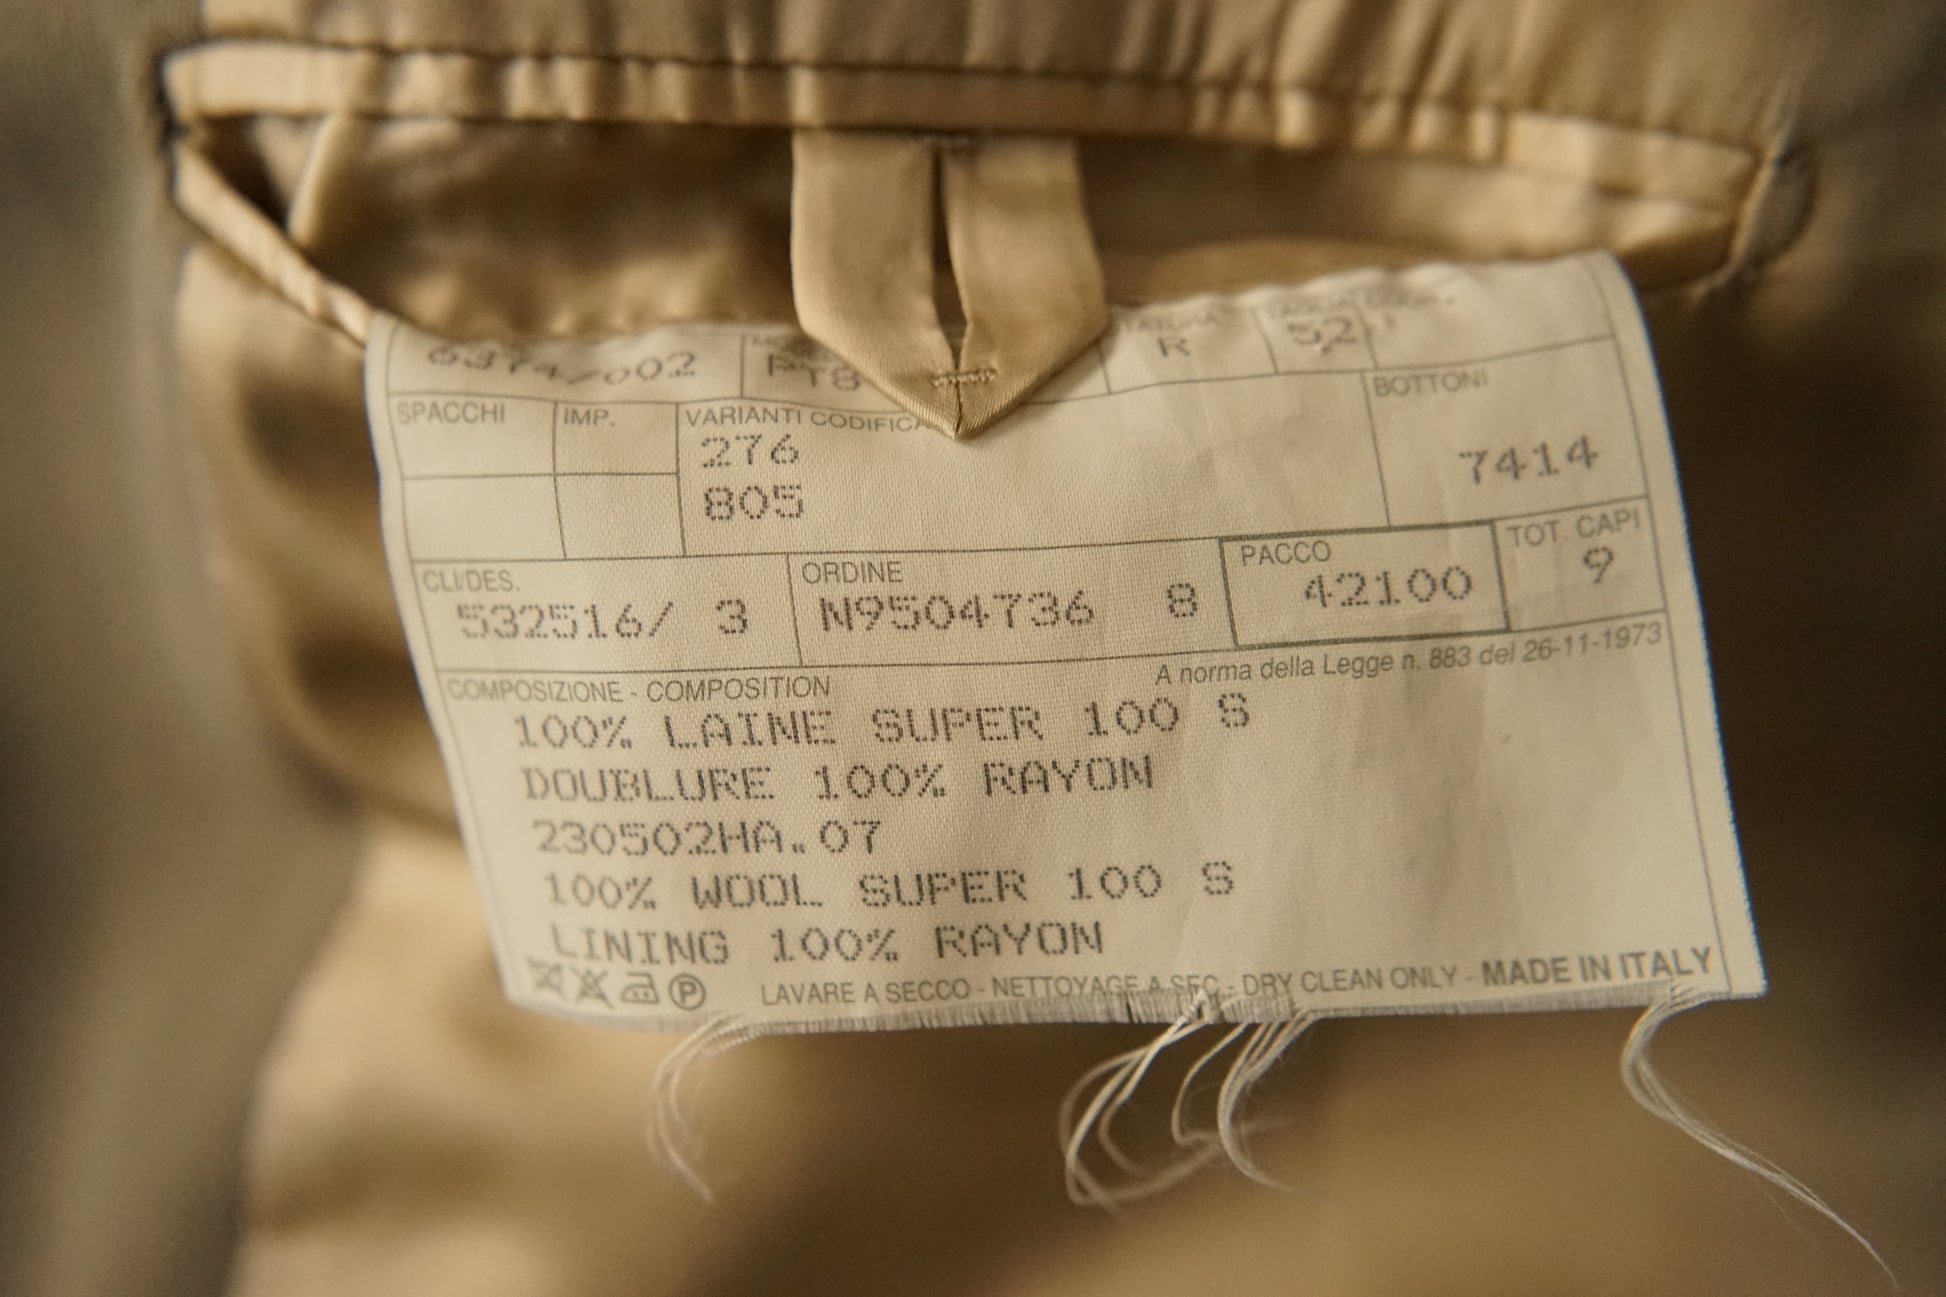 6374/002 R 52
SPACCHI IMP. VARIANTI BOTTONI
276
805 7414
CLI/DES. ORDINE PACCO TOT. CAPI
532516/ 3 N9504736 8 42100 9
A norma della Legge n. 883 del 26-11-1973
COMPOSIZIONE - COMPOSITION
100% LAINE SUPER 100 S
DOUBLURE 100% RAYON
230502HA.07
100% WOOL SUPER 100 S
LINING 100% RAYON
P LAVARE A SECCO - NETTOYAGE A SEC - DRY CLEAN ONLY - MADE IN ITALY